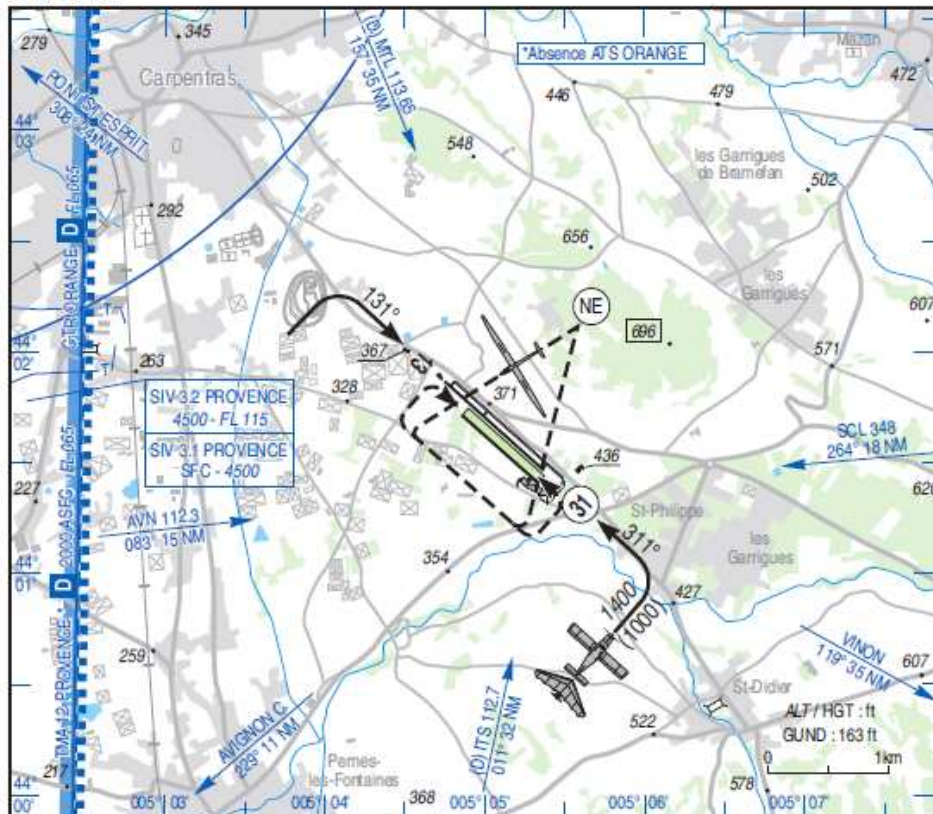 345
279
Carpentras
(D) MTL 113.65
157° 35 NM
*Absence ATS ORANGE
Mazan
472
PONT ST ESPRIT
308° 24 NM
446
479
44°
03'
548
les Garrigues
de Bramefan
502
292
656
CTR ORANGE D FL 065
les
Garrigues
131°
NE
696
607
44°
02'
367
571
263
328
371
SIV 3.2 PROVENCE
4500 - FL 115
SIV 3.1 PROVENCE
SFC - 4500
SCL 348
264° 18 NM
436
227
31
St-Philippe
AVN 112.3
083° 15 NM
311°
les
Garrigues
354
44°
01'
427
1400
(1000)
TMA 12 PROVENCE * D 2000 ASFC - FL 065
259
VINON
119° 35 NM
607
St-Didier
AVIGNON C.
229° 11 NM
(D) ITS 112.7
011° 32 NM
522
ALT / HGT : ft
GUND : 163 ft
Pernes-
les-Fontaines
0 1km
217
578
368
44°
00'
005° 03'
005° 04'
005° 05'
005° 06'
005° 07'